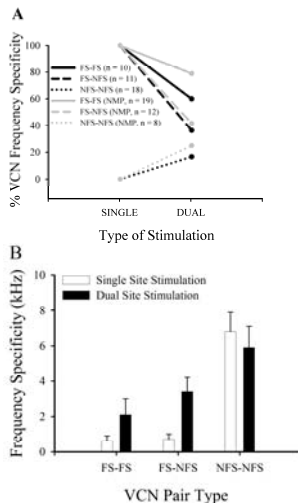 A
% VCN Frequency Specificity
100
80
60
40
20
0
FS-FS (n = 10)
FS-NFS (n = 11)
NFS-NFS (n = 18)
FS-FS (NMP, n = 19)
FS-NFS (NMP, n = 12)
NFS-NFS (NMP, n = 8)
SINGLE DUAL
Type of Stimulation
B
Frequency Specificity (kHz)
10
8
6
4
2
0
Single Site Stimulation
Dual Site Stimulation
FS-FS FS-NFS NFS-NFS
VCN Pair Type